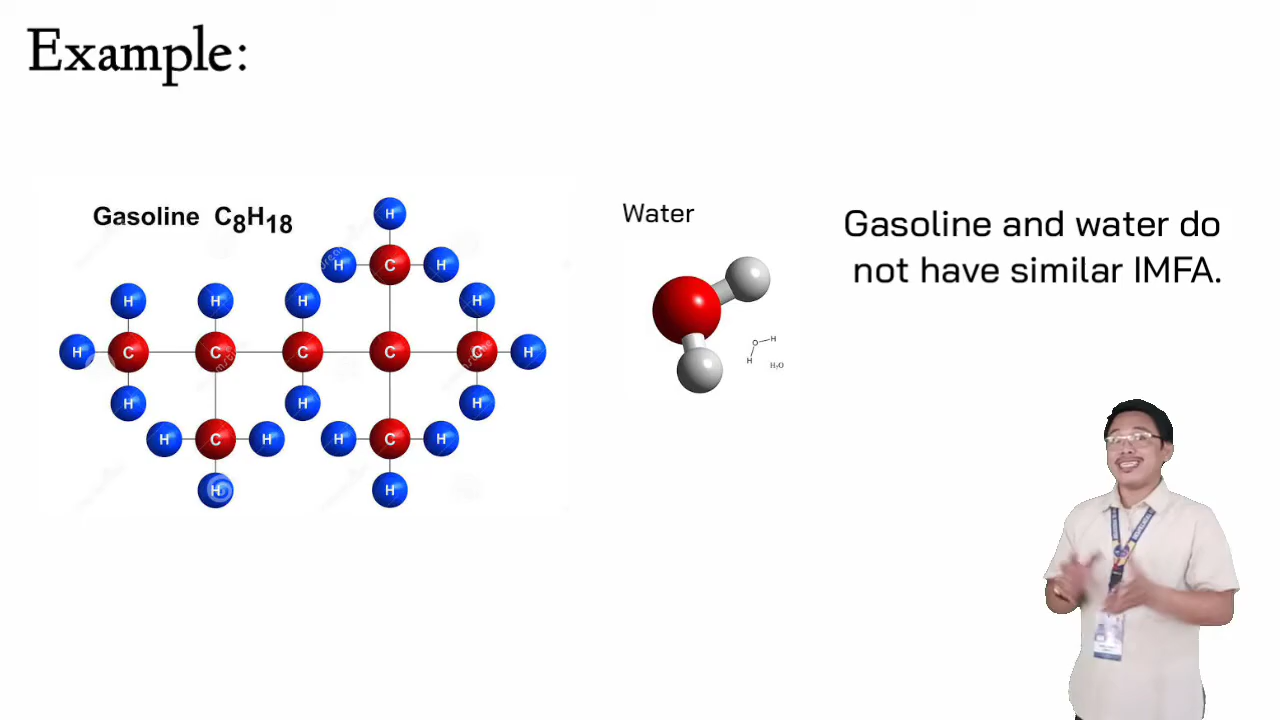 Example:
Gasoline C8H18
Water
Gasoline and water do
not have similar IMFA.
H
H C H
H H H H
H C C C C C H
H H H
H C H H C H
H H
O H
H
H₂O